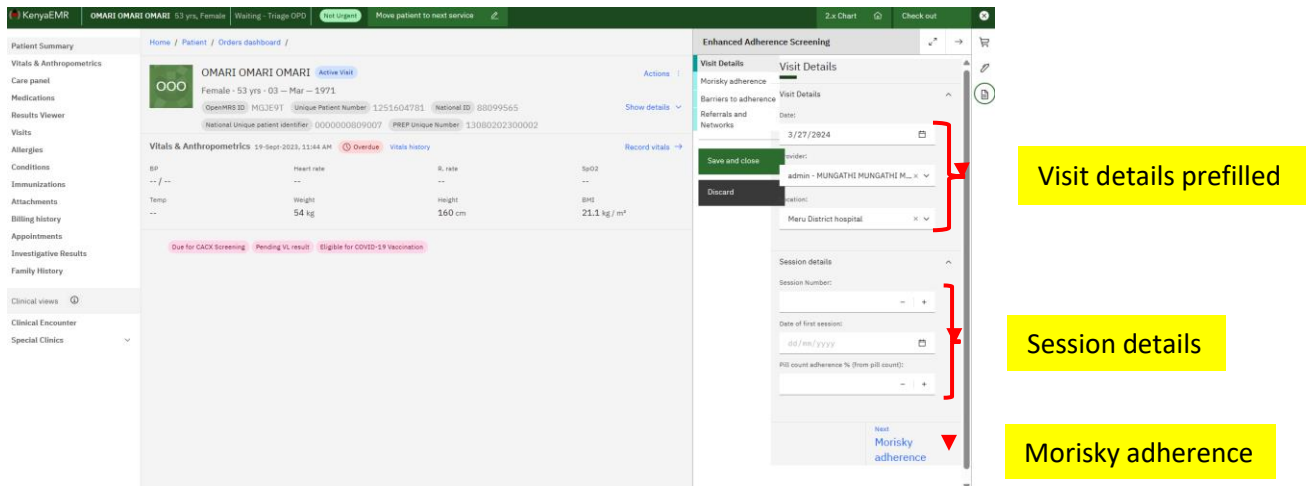 KenyaEMR OMARI OMARI OMARI 53 yrs, Female Waiting - Triage OPD Not Urgent Move patient to next service 2.x Chart Check out
Patient Summary
Vitals & Anthropometrics
Care panel
Medications
Results Viewer
Visits
Allergies
Conditions
Immunizations
Attachments
Billing history
Appointments
Investigative Results
Family History
Clinical views
Clinical Encounter
Special Clinics
Home / Patient / Orders dashboard /
OOO
OMARI OMARI OMARI Active Visit Actions
Female · 53 yrs · 03 — Mar — 1971
OpenMRS ID MGJE9T Unique Patient Number 1251604781 National ID 88099565 Show details
National Unique patient identifier 0000000809007 PREP Unique Number 13080202300002
Vitals & Anthropometrics 19-Sept-2023, 11:44 AM Overdue Vitals history Record vitals →
BP Heart rate R. rate SpO2
-- / -- -- -- --
Temp Weight Height BMI
-- 54 kg 160 cm 21.1 kg / m²
Due for CACX Screening Pending VL result Eligible for COVID-19 Vaccination
Enhanced Adherence Screening
Visit Details
Morisky adherence
Barriers to adherence
Referrals and
Networks
Save and close
Discard
Visit Details
Visit Details
Date:
3/27/2024
Provider:
admin - MUNGATHI MUNGATHI M...
Location:
Meru District hospital
Session details
Session Number:
Date of first session:
dd/mm/yyyy
Pill count adherence % (from pill count):
Next
Morisky
adherence
Visit details prefilled
Session details
Morisky adherence